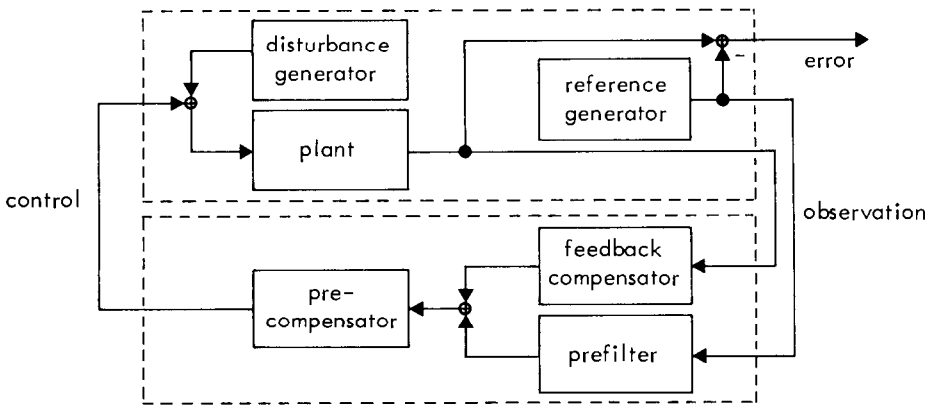 disturbance
generator
reference
generator
error
plant
–
control
observation
feedback
compensator
pre-
compensator
prefilter